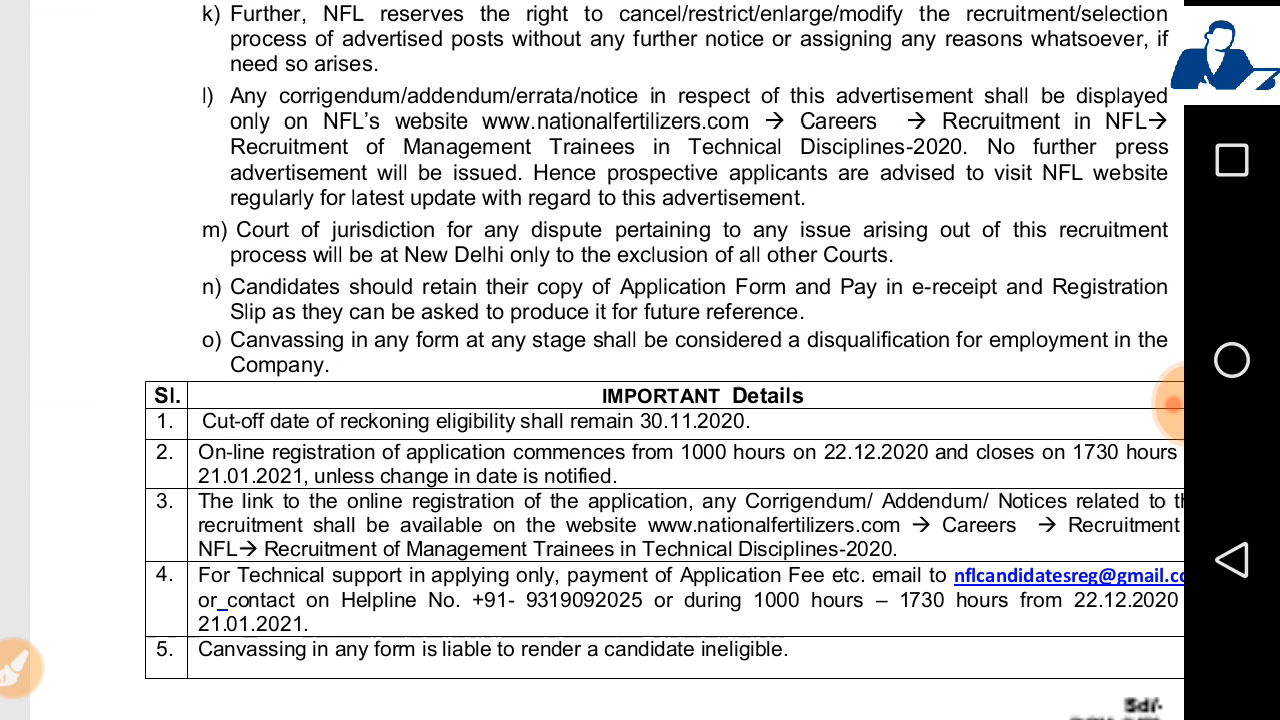 k) Further, NFL reserves the right to cancel/restrict/enlarge/modify the recruitment/selection
process of advertised posts without any further notice or assigning any reasons whatsoever, if
need so arises.
l) Any corrigendum/addendum/errata/notice in respect of this advertisement shall be displayed
only on NFL’s website www.nationalfertilizers.com → Careers → Recruitment in NFL→
Recruitment of Management Trainees in Technical Disciplines-2020. No further press
advertisement will be issued. Hence prospective applicants are advised to visit NFL website
regularly for latest update with regard to this advertisement.
m) Court of jurisdiction for any dispute pertaining to any issue arising out of this recruitment
process will be at New Delhi only to the exclusion of all other Courts.
n) Candidates should retain their copy of Application Form and Pay in e-receipt and Registration
Slip as they can be asked to produce it for future reference.
o) Canvassing in any form at any stage shall be considered a disqualification for employment in the
Company.
Sl. IMPORTANT Details
1. Cut-off date of reckoning eligibility shall remain 30.11.2020.
2. On-line registration of application commences from 1000 hours on 22.12.2020 and closes on 1730 hours
21.01.2021, unless change in date is notified.
3. The link to the online registration of the application, any Corrigendum/ Addendum/ Notices related to
recruitment shall be available on the website www.nationalfertilizers.com → Careers → Recruitment
NFL→ Recruitment of Management Trainees in Technical Disciplines-2020.
4. For Technical support in applying only, payment of Application Fee etc. email to nflcandidatesreg@gmail.co
or contact on Helpline No. +91- 9319092025 or during 1000 hours – 1730 hours from 22.12.2020
21.01.2021.
5. Canvassing in any form is liable to render a candidate ineligible.
Sd/-